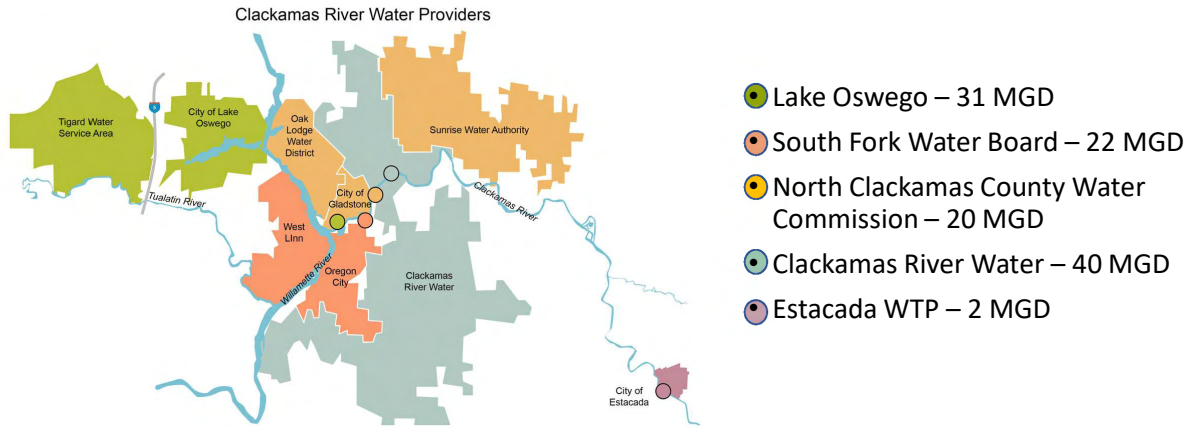 Clackamas River Water Providers
Tigard Water
Service Area
5
City of Lake
Oswego
Oak
Lodge
Water
District
Sunrise Water Authority
City of
Gladstone
Tualatin River
Clackamas River
West
LInn
Willamette River
Oregon
City
Clackamas
River Water
City of
Estacada
Lake Oswego – 31 MGD
South Fork Water Board – 22 MGD
North Clackamas County Water
Commission – 20 MGD
Clackamas River Water – 40 MGD
Estacada WTP – 2 MGD